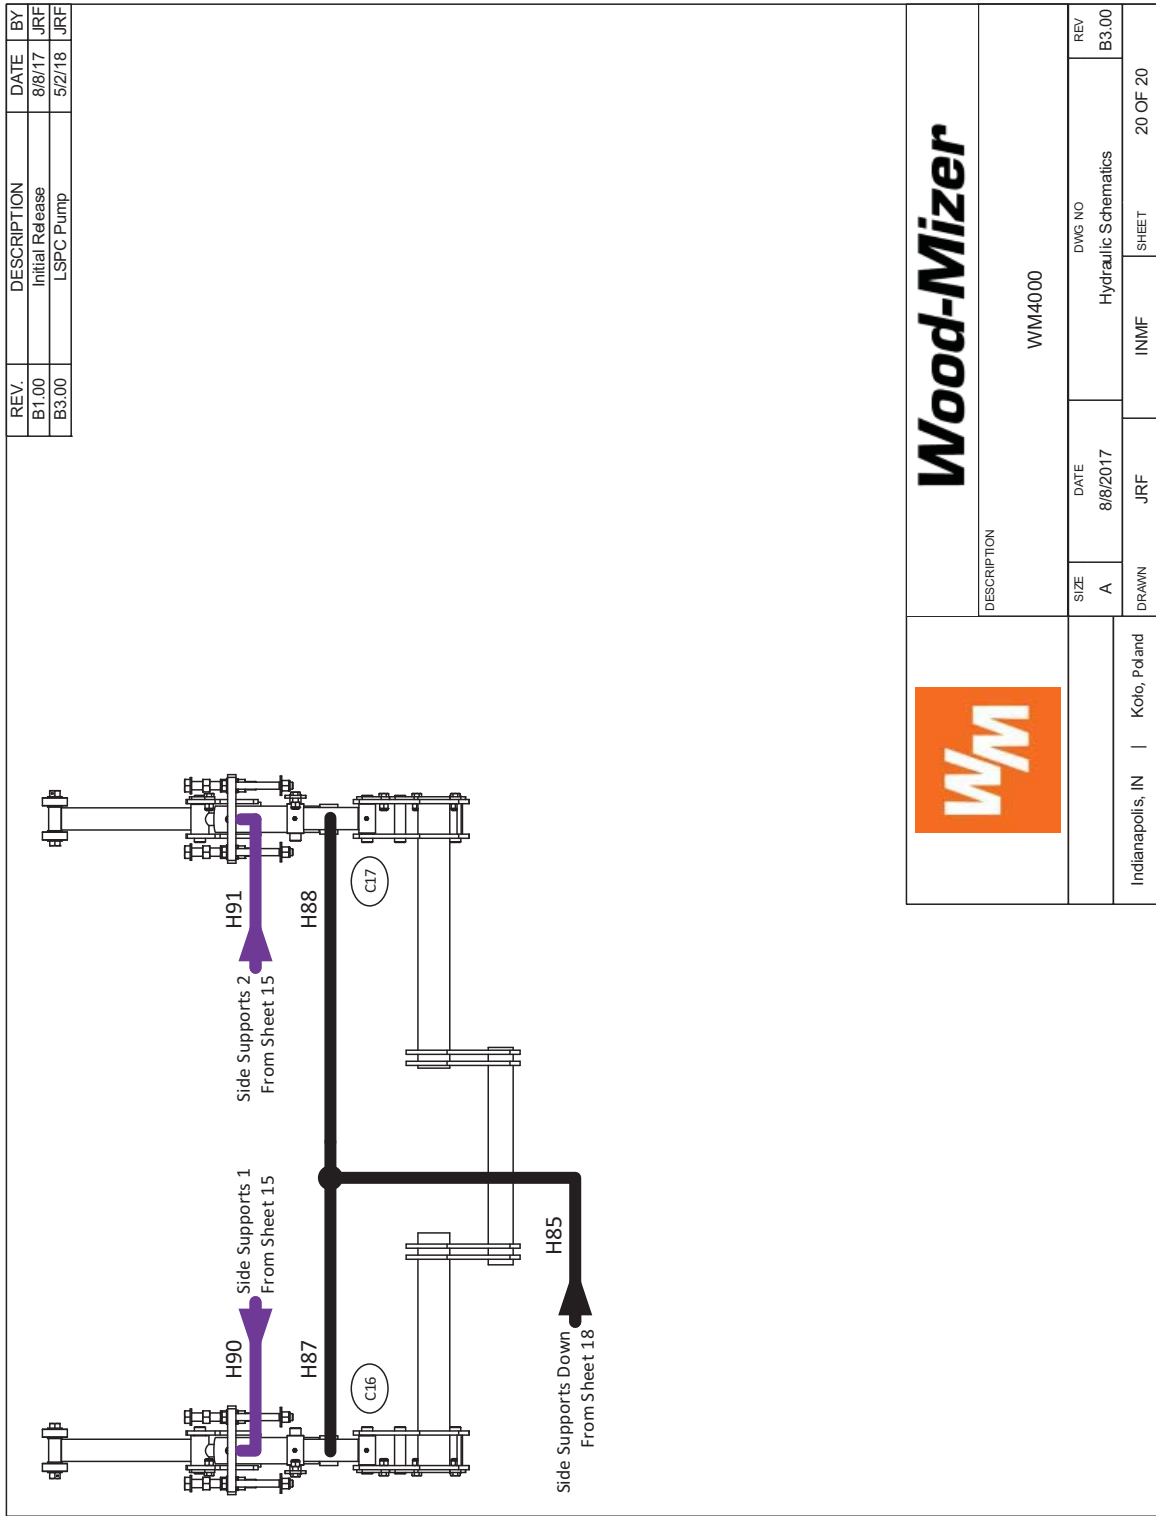 REV. DESCRIPTION DATE BY
B1.00 Initial Release 8/8/17 JRF
B3.00 LSPC Pump 5/2/18 JRF
H90
Side Supports 1
From Sheet 15
H91
Side Supports 2
From Sheet 15
H87
H88
C16
C17
H85
Side Supports Down
From Sheet 18
WM
Wood-Mizer
DESCRIPTION
WM4000
SIZE DATE DWG NO REV
A 8/8/2017 Hydraulic Schematics B3.00
Indianapolis, IN | Koło, Poland
DRAWN JRF INMF SHEET 20 OF 20